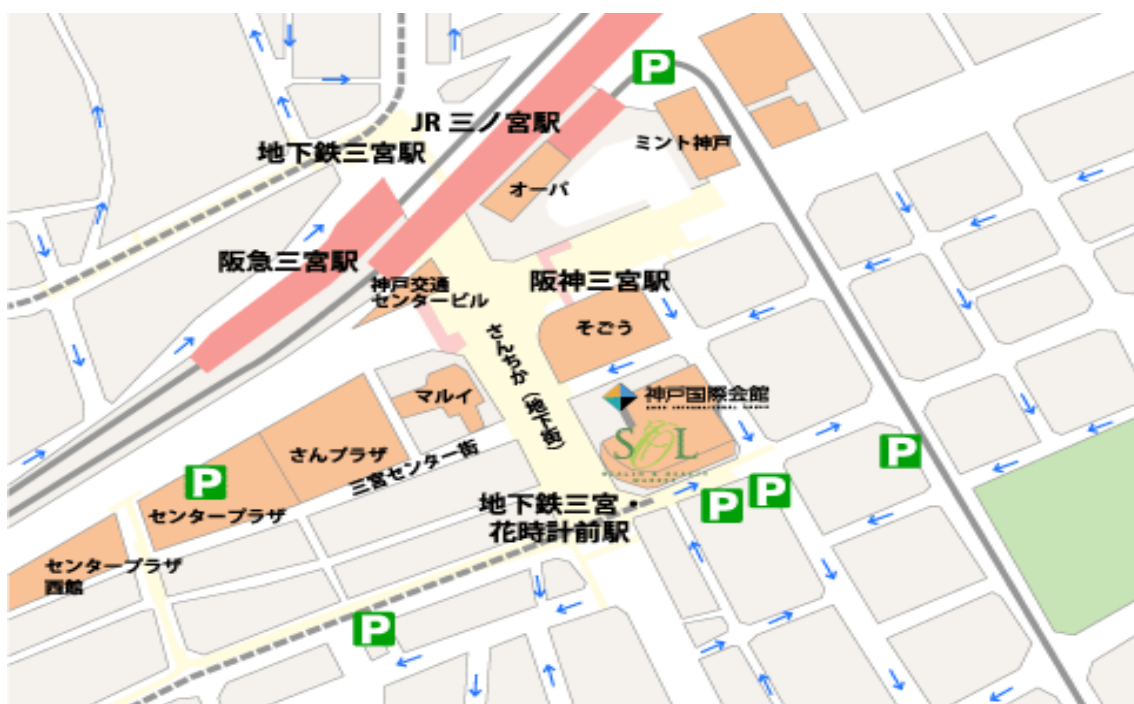 P
JR 三ノ宮駅
地下鉄三宮駅
ミント神戸
オーパ
阪急三宮駅
阪神三宮駅
神戸交通
センタービル
そごう
さんちか（地下街）
マルイ
神戸国際会館
SOL
さんプラザ
三宮センター街
P
P
センタープラザ
地下鉄三宮・
花時計前駅
P
P
センタープラザ
西館
P